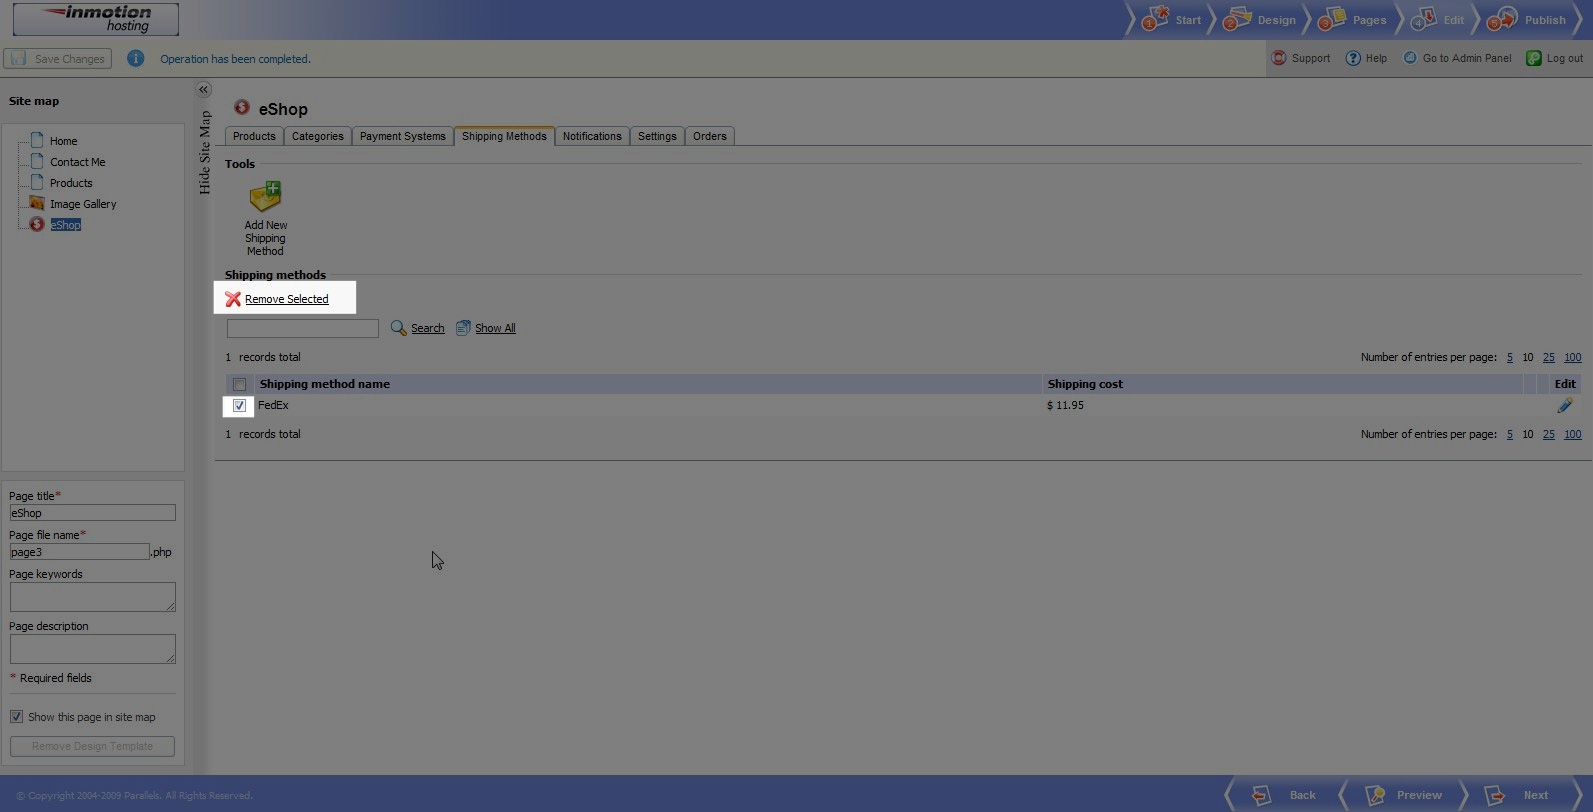 inmotion
hosting
1 Start
2 Design
3 Pages
4 Edit
5 Publish
Save Changes
Operation has been completed.
Support
Help
Go to Admin Panel
Log out
Site map
Home
Contact Me
Products
Image Gallery
eShop
Hide Site Map
eShop
Products
Categories
Payment Systems
Shipping Methods
Notifications
Settings
Orders
Tools
Add New
Shipping
Method
Shipping methods
Remove Selected
Search
Show All
1 records total
Number of entries per page: 5 10 25 100
Shipping method name
Shipping cost
Edit
FedEx
$ 11.95
1 records total
Number of entries per page: 5 10 25 100
Page title*
eShop
Page file name*
page3 .php
Page keywords
Page description
* Required fields
Show this page in site map
Remove Design Template
© Copyright 2004-2009 Parallels. All Rights Reserved.
Back
Preview
Next